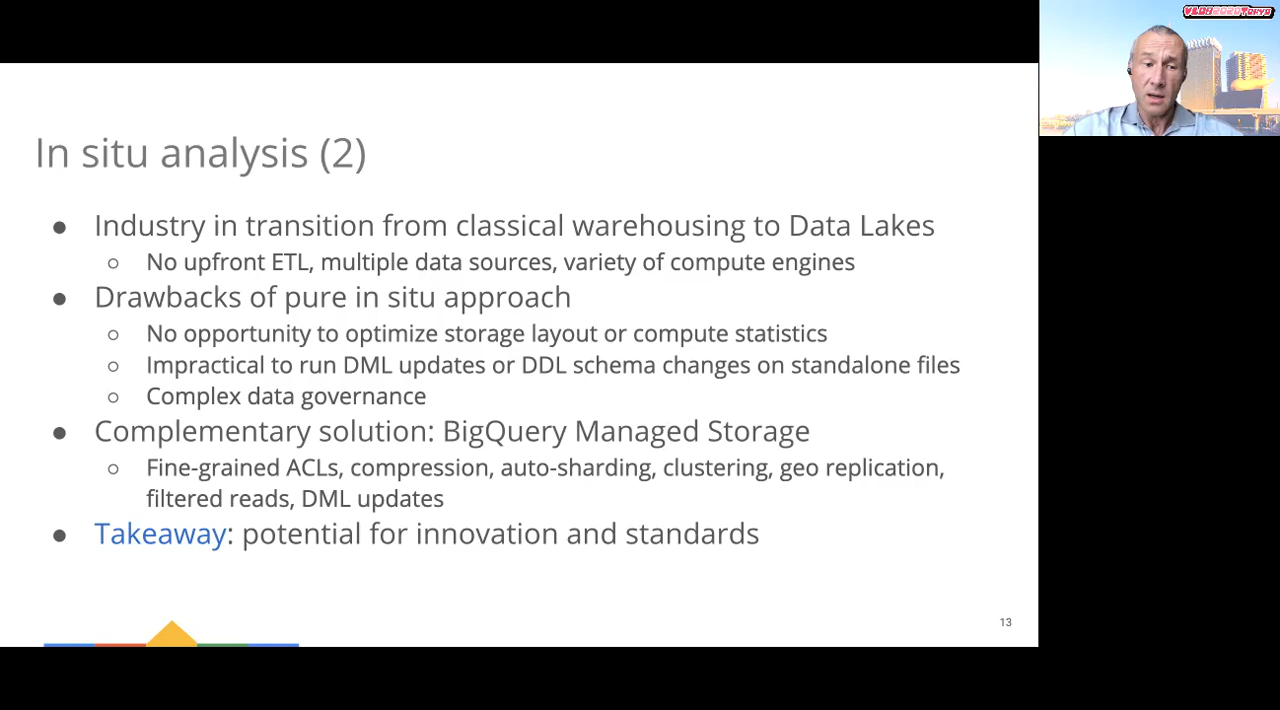 VLDB2020Tokyo
In situ analysis (2)
● Industry in transition from classical warehousing to Data Lakes
○ No upfront ETL, multiple data sources, variety of compute engines
● Drawbacks of pure in situ approach
○ No opportunity to optimize storage layout or compute statistics
○ Impractical to run DML updates or DDL schema changes on standalone files
○ Complex data governance
● Complementary solution: BigQuery Managed Storage
○ Fine-grained ACLs, compression, auto-sharding, clustering, geo replication,
filtered reads, DML updates
● Takeaway: potential for innovation and standards
13